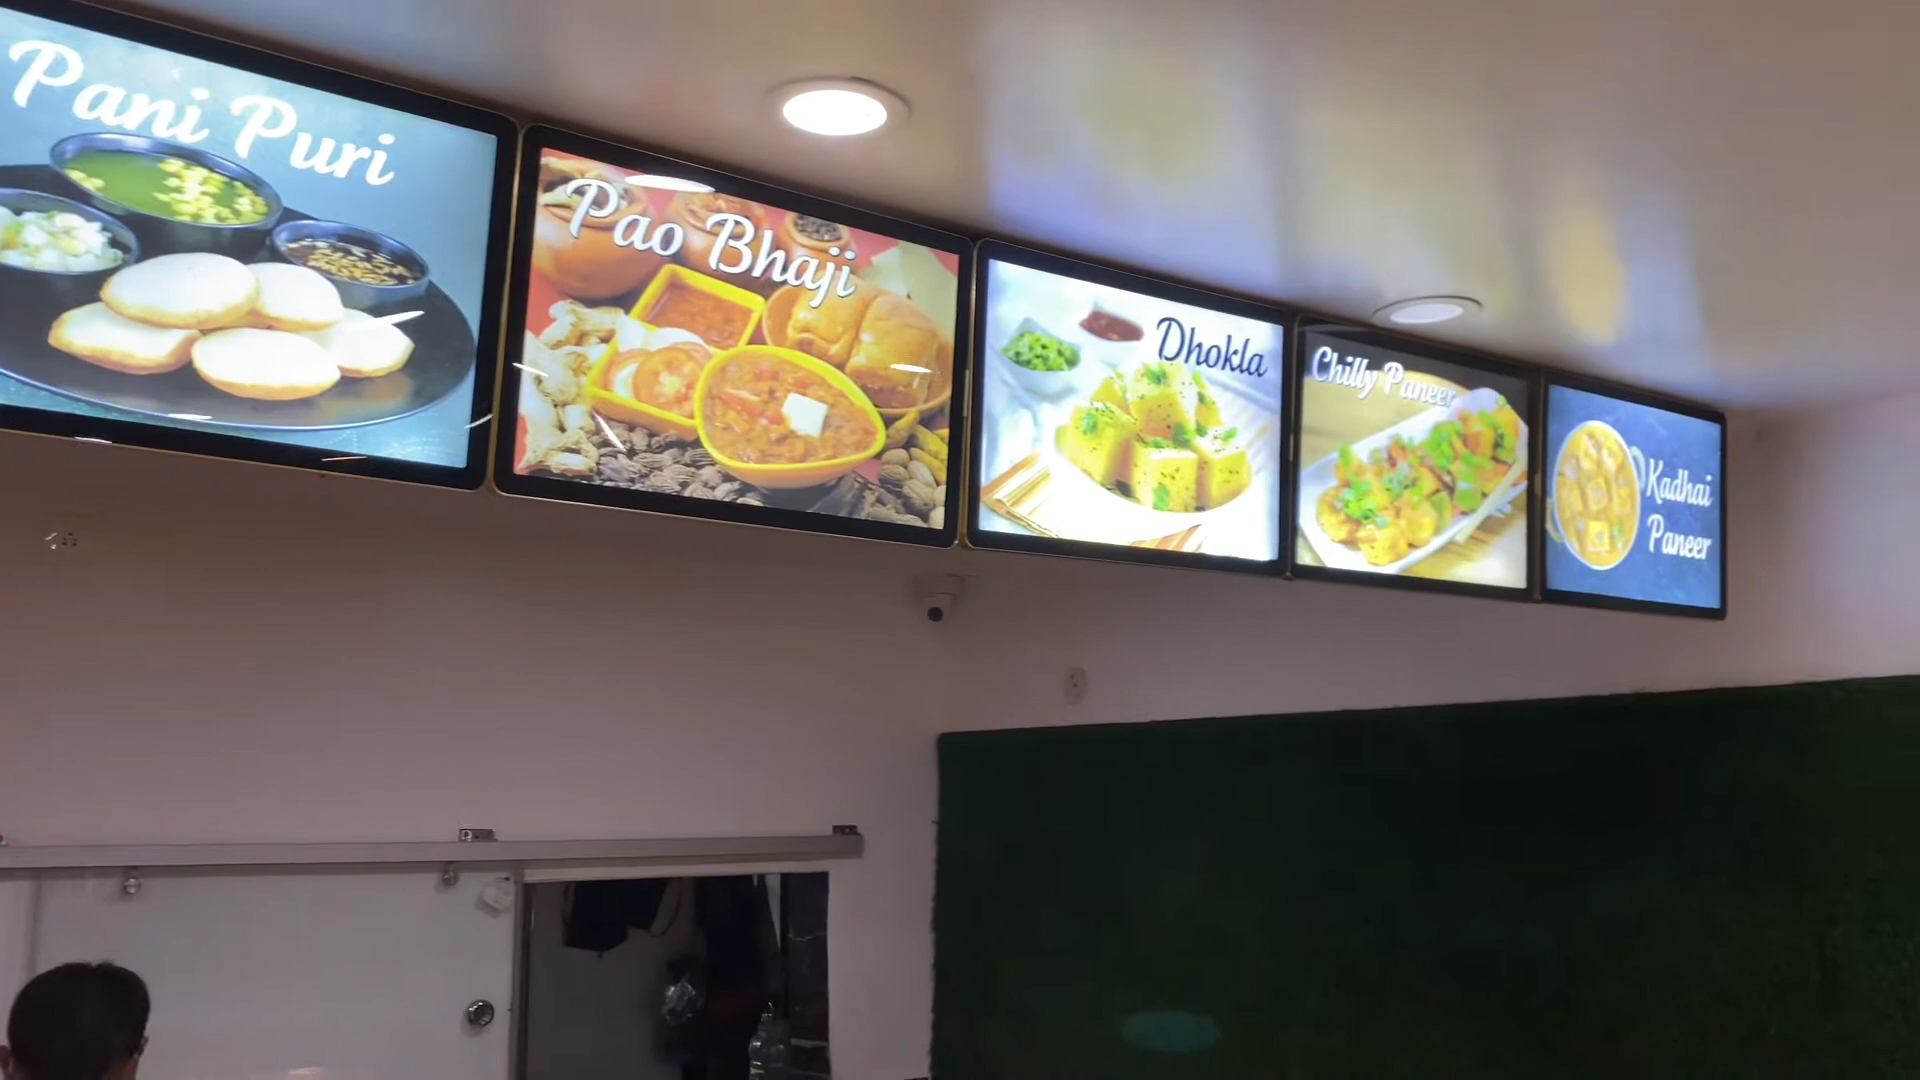 Pani Puri
Pao Bhaji
Dhokla
Chilly Paneer
Kadhai
Paneer